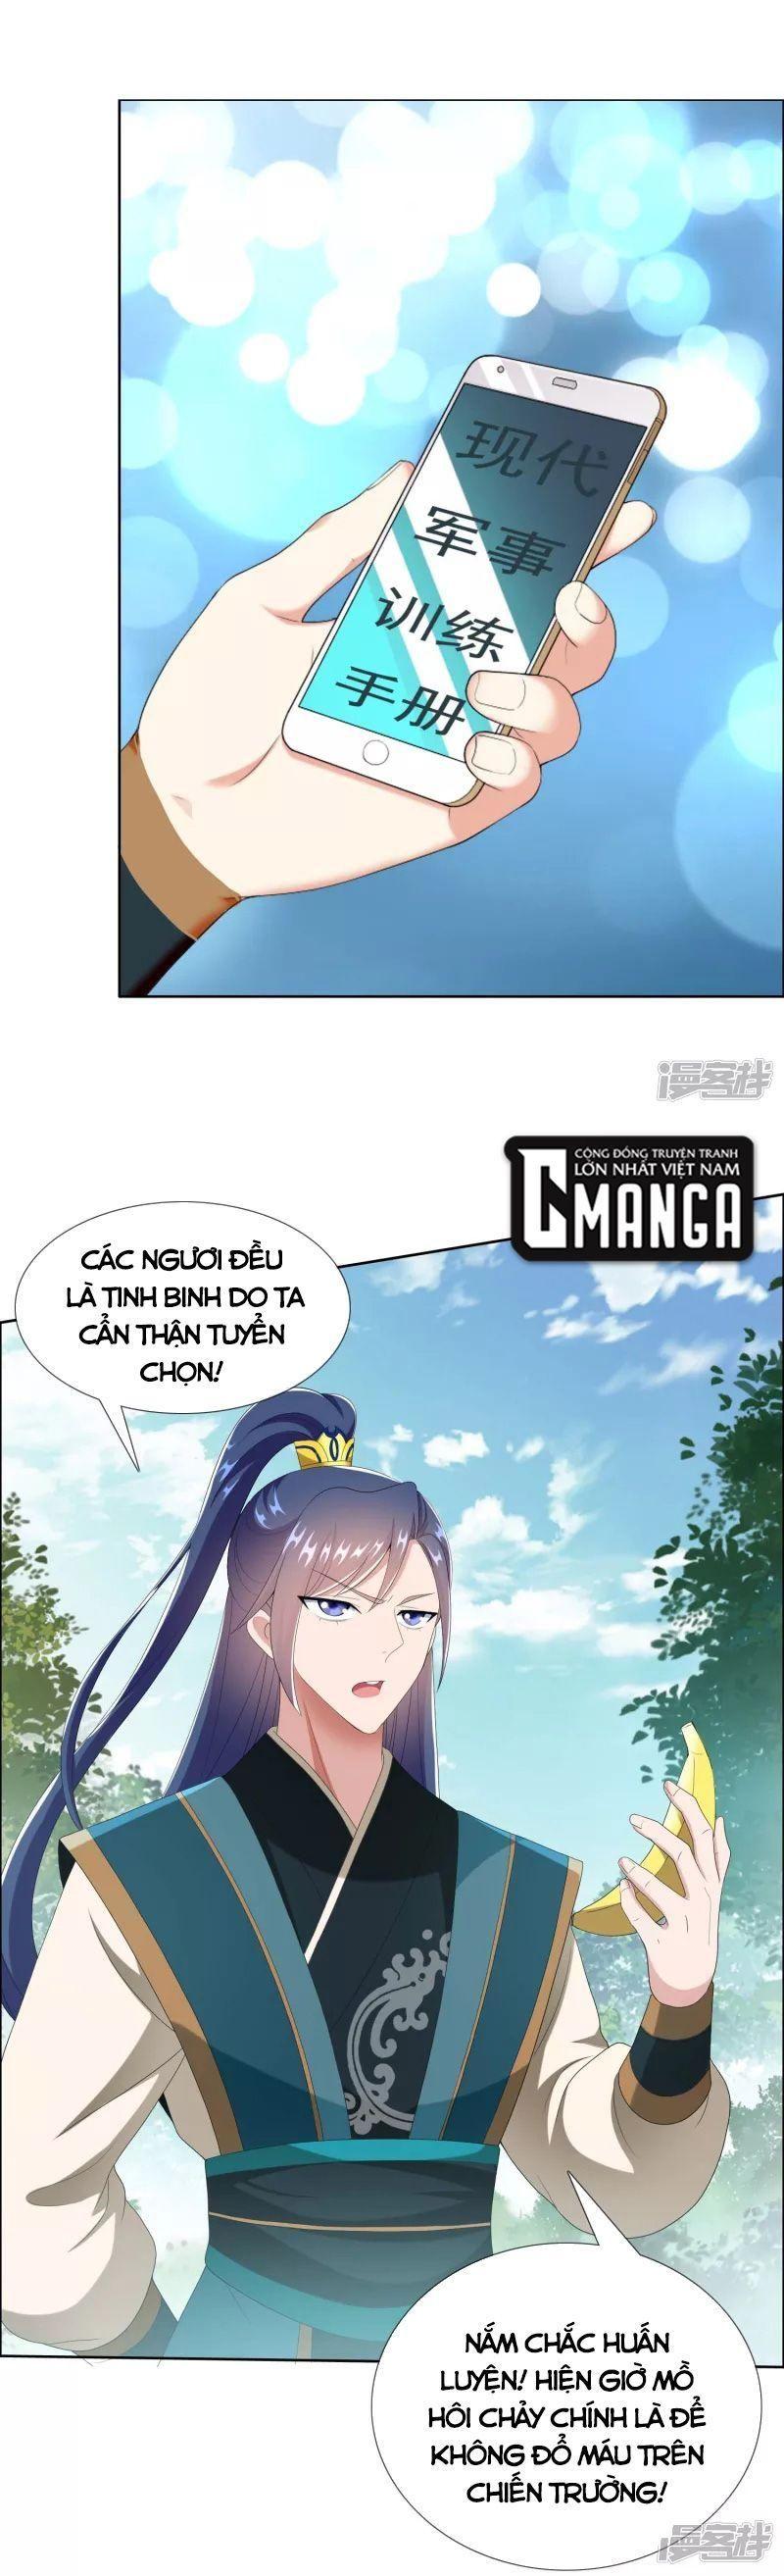 现代
军事
训练
手册
漫客栈
CỘNG ĐỒNG TRUYỆN TRANH
LỚN NHẤT VIỆT NAM
CMANGA
CÁC NGƯƠI ĐỀU
LÀ TINH BINH DO TA
CẨN THẬN TUYỂN
CHỌN!
NẮM CHẮC HUẤN
LUYỆN! HIỆN GIỜ MỒ
HÔI CHẢY CHÍNH LÀ ĐỂ
KHÔNG ĐỔ MÁU TRÊN
CHIẾN TRƯỜNG!
漫客栈